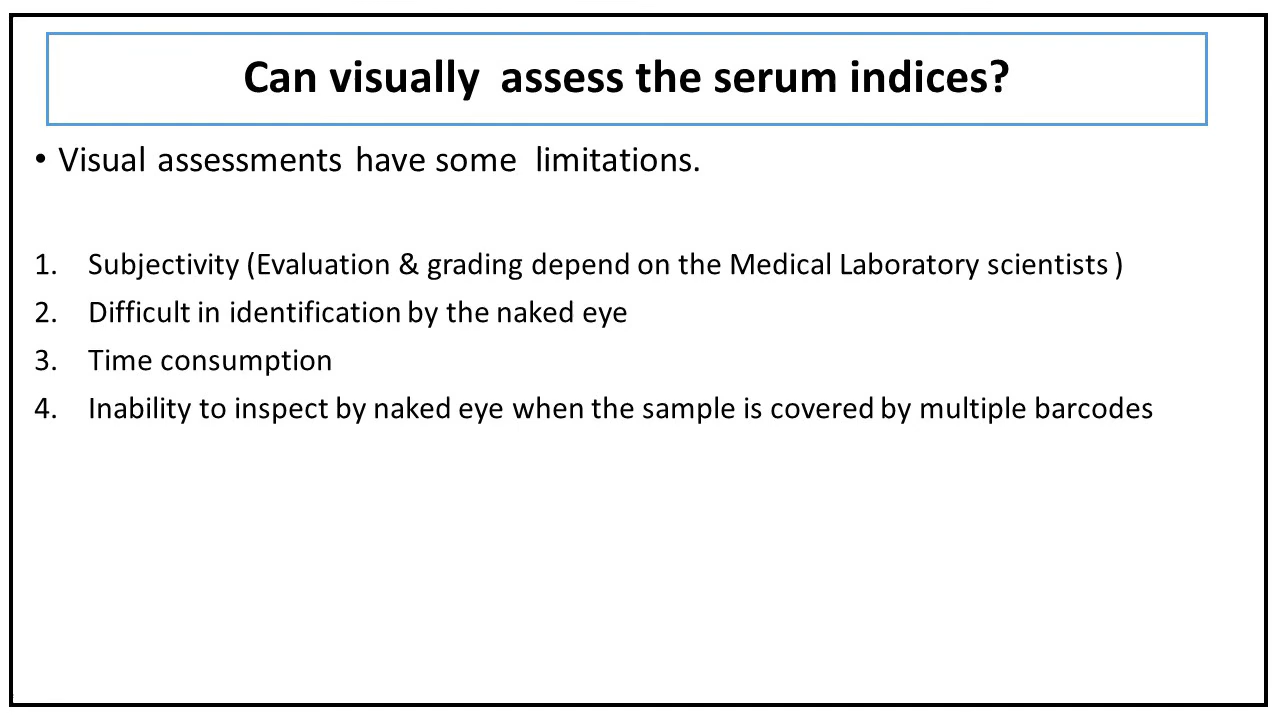 Can visually assess the serum indices?
• Visual assessments have some limitations.
1. Subjectivity (Evaluation & grading depend on the Medical Laboratory scientists )
2. Difficult in identification by the naked eye
3. Time consumption
4. Inability to inspect by naked eye when the sample is covered by multiple barcodes